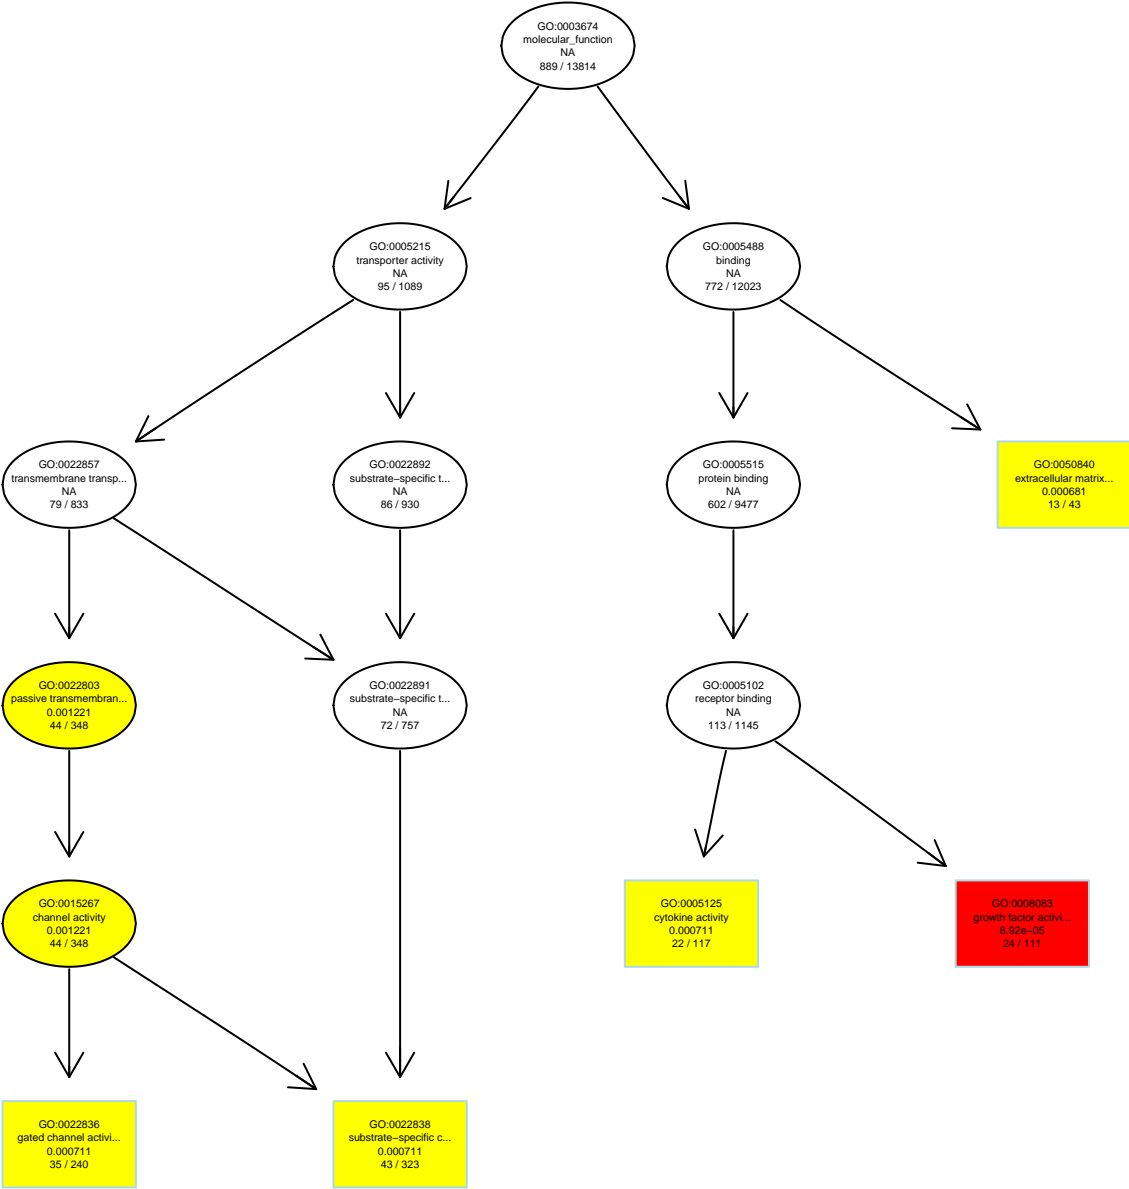 GO:0003674
molecular_function
NA
889 / 13814
GO:0005215
transporter activity
NA
95 / 1089
GO:0005488
binding
NA
772 / 12023
GO:0022857
transmembrane transp...
NA
79 / 833
GO:0022892
substrate−specific t...
NA
86 / 930
GO:0005515
protein binding
NA
602 / 9477
GO:0050840
extracellular matrix...
0.000681
13 / 43
GO:0022803
passive transmembran...
0.001221
44 / 348
GO:0022891
substrate−specific t...
NA
72 / 757
GO:0005102
receptor binding
NA
113 / 1145
GO:0015267
channel activity
0.001221
44 / 348
GO:0005125
cytokine activity
0.000711
22 / 117
GO:0008083
growth factor activi...
8.92e−05
24 / 111
GO:0022836
gated channel activi...
0.000711
35 / 240
GO:0022838
substrate−specific c...
0.000711
43 / 323